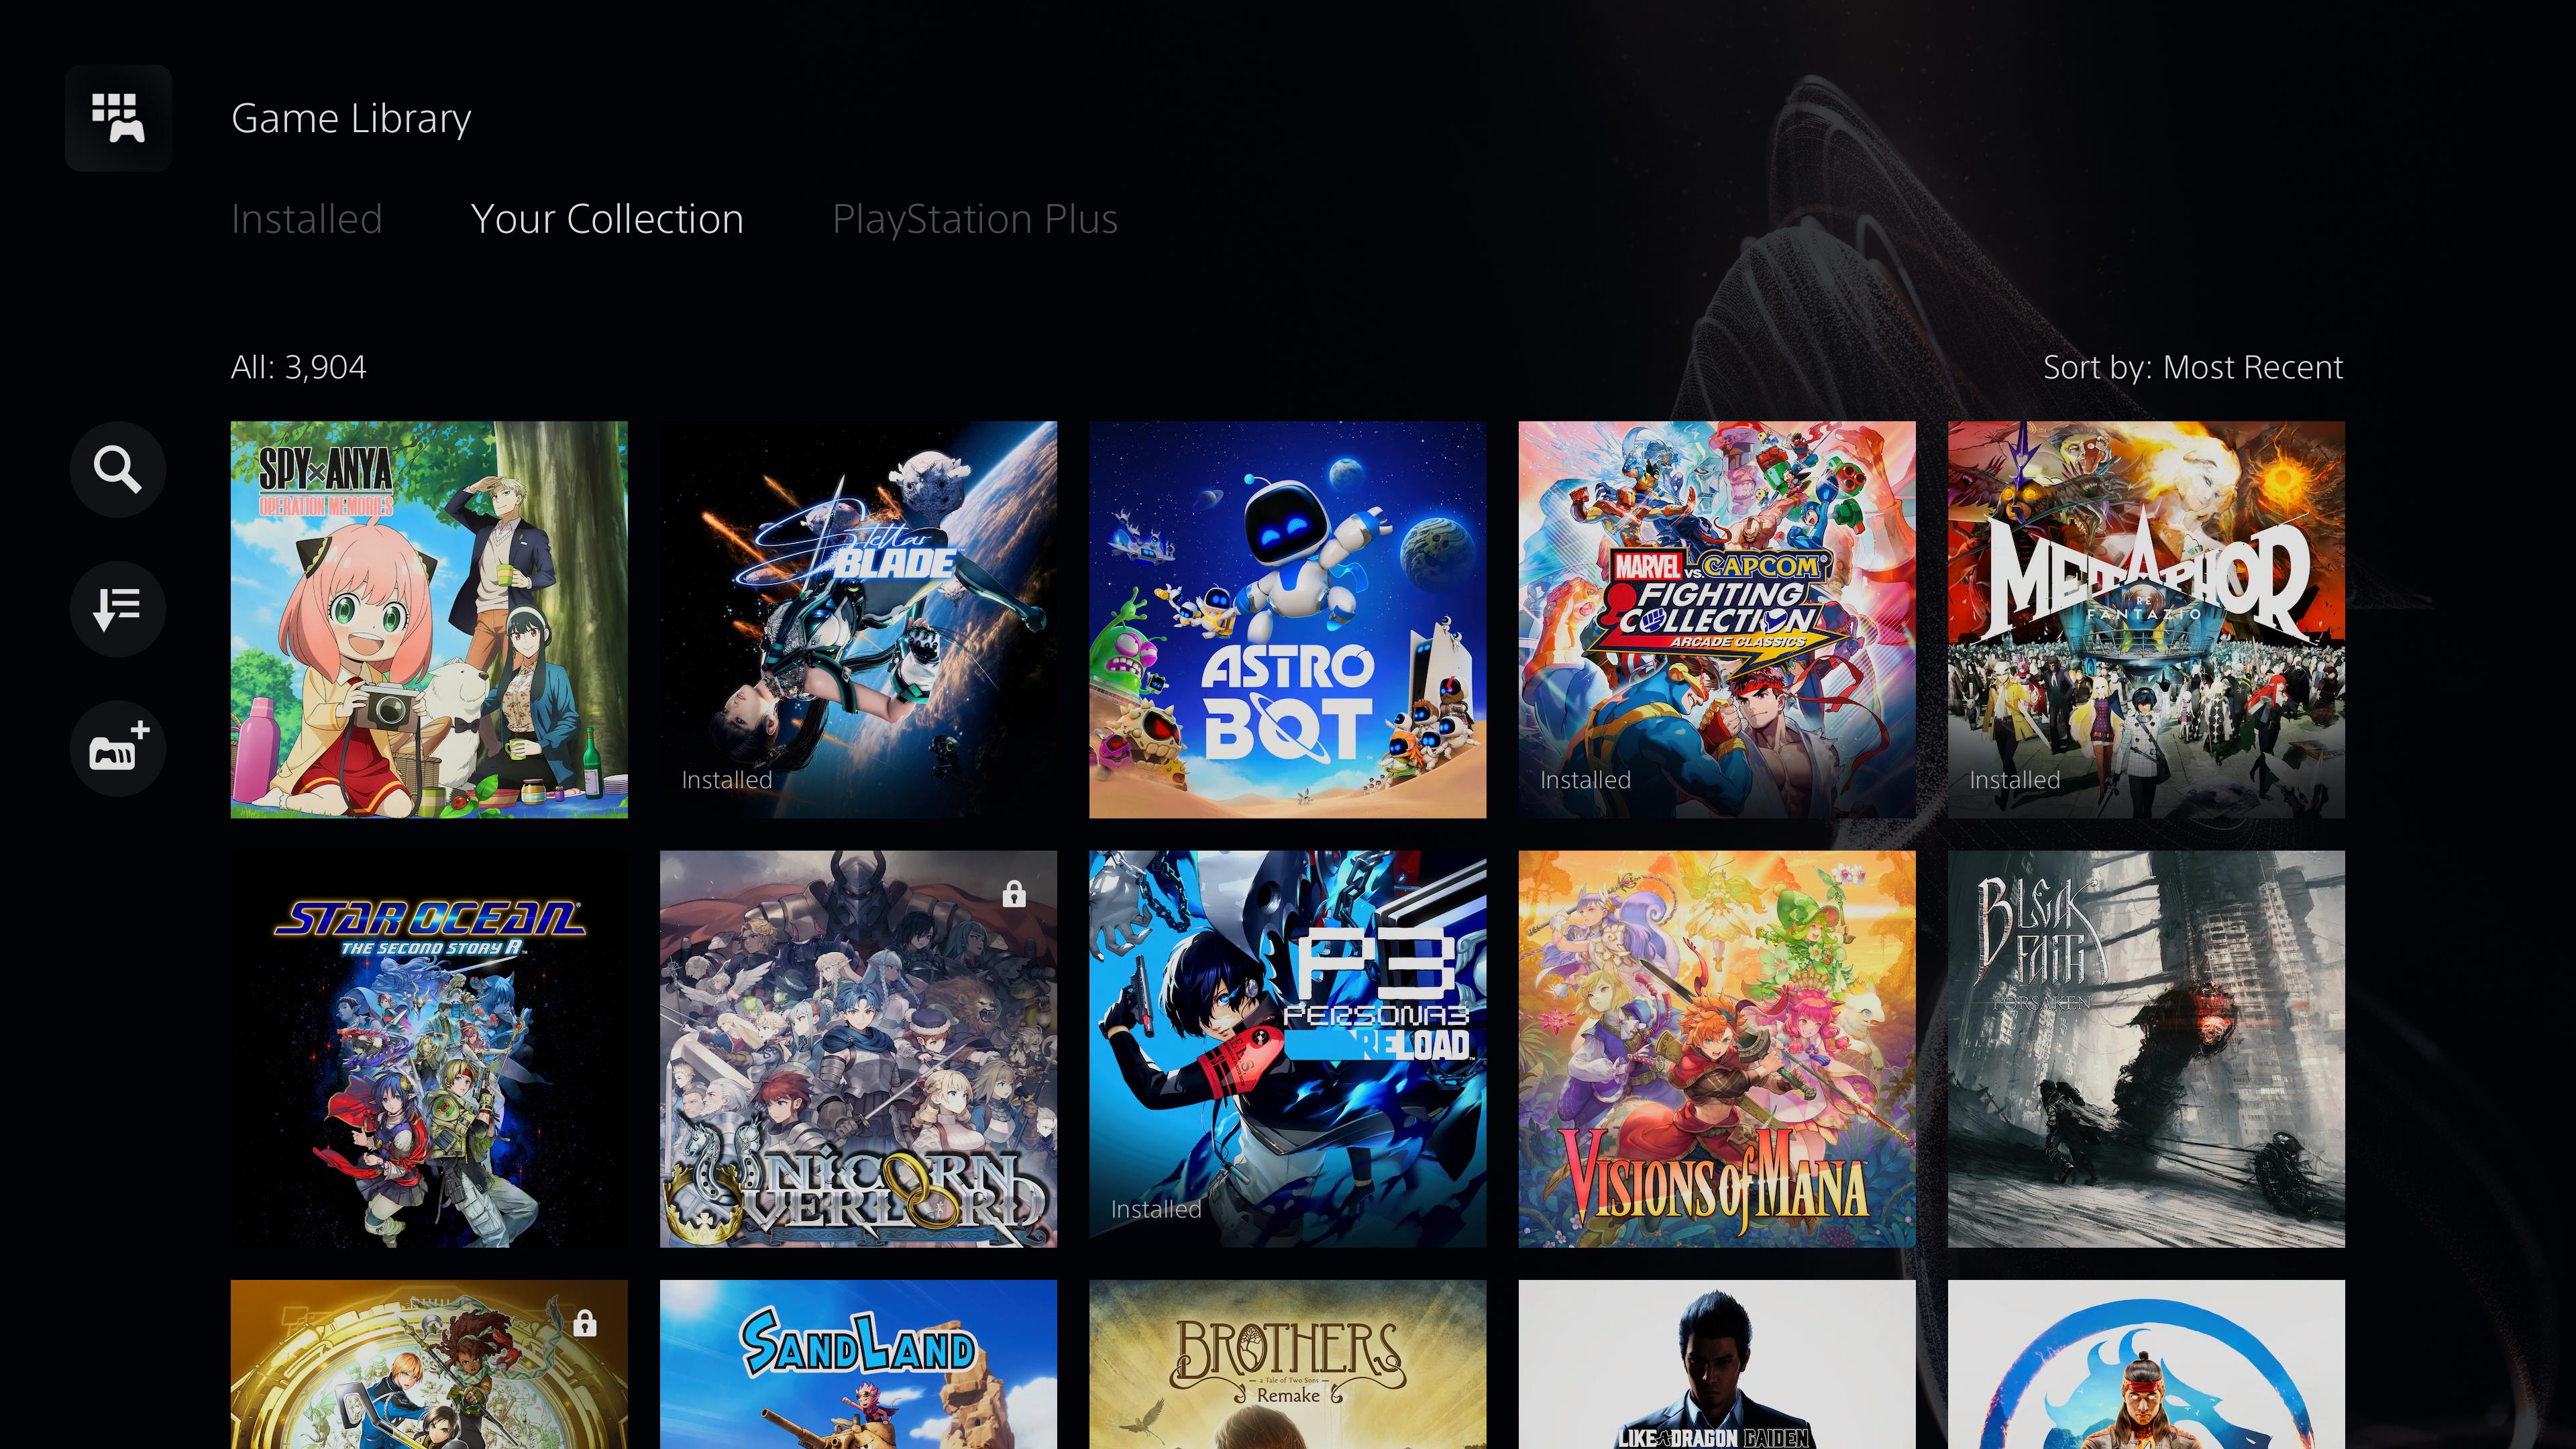 Game Library
Installed
Your Collection
PlayStation Plus
All: 3,904
Sort by: Most Recent
SPY×ANYA
OPERATION MEMORIES
Stellar
BLADE
Installed
ASTRO
BOT
MARVEL VS. CAPCOM
FIGHTING
COLLECTION
ARCADE CLASSICS
Installed
METAPHOR
RE
FANTAZIO
Installed
STAR OCEAN
THE SECOND STORY R
UNICORN
OVERLORD
P3
PERSONA3
RELOAD
Installed
VISIONS of MANA
BLEAK
FAITH
FORSAKEN
SANDLAND
BROTHERS
a Tale of Two Sons
Remake
LIKE A DRAGON GAIDEN